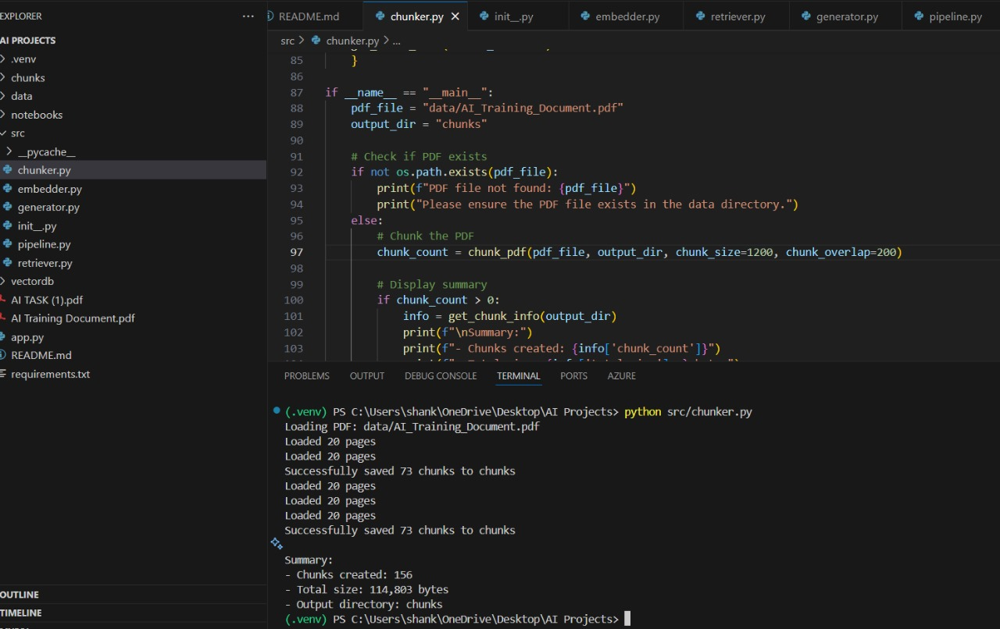 EXPLORER
···
AI PROJECTS
.venv
chunks
data
notebooks
src
__pycache__
chunker.py
embedder.py
generator.py
init__.py
pipeline.py
retriever.py
vectordb
AI TASK (1).pdf
AI Training Document.pdf
app.py
README.md
requirements.txt
OUTLINE
TIMELINE
README.md chunker.py init__.py embedder.py retriever.py generator.py pipeline.py
src > chunker.py > ...
85 }
86
87 if __name__ == "__main__":
88 pdf_file = "data/AI_Training_Document.pdf"
89 output_dir = "chunks"
90
91 # Check if PDF exists
92 if not os.path.exists(pdf_file):
93 print(f"PDF file not found: {pdf_file}")
94 print("Please ensure the PDF file exists in the data directory.")
95 else:
96 # Chunk the PDF
97 chunk_count = chunk_pdf(pdf_file, output_dir, chunk_size=1200, chunk_overlap=200)
98
99 # Display summary
100 if chunk_count > 0:
101 info = get_chunk_info(output_dir)
102 print(f"\nSummary:")
103 print(f"- Chunks created: {info['chunk_count']}")
PROBLEMS OUTPUT DEBUG CONSOLE TERMINAL PORTS AZURE
(.venv) PS C:\Users\shank\OneDrive\Desktop\AI Projects> python src/chunker.py
Loading PDF: data/AI_Training_Document.pdf
Loaded 20 pages
Loaded 20 pages
Successfully saved 73 chunks to chunks
Loaded 20 pages
Loaded 20 pages
Loaded 20 pages
Successfully saved 73 chunks to chunks
Summary:
- Chunks created: 156
- Total size: 114,803 bytes
- Output directory: chunks
(.venv) PS C:\Users\shank\OneDrive\Desktop\AI Projects>